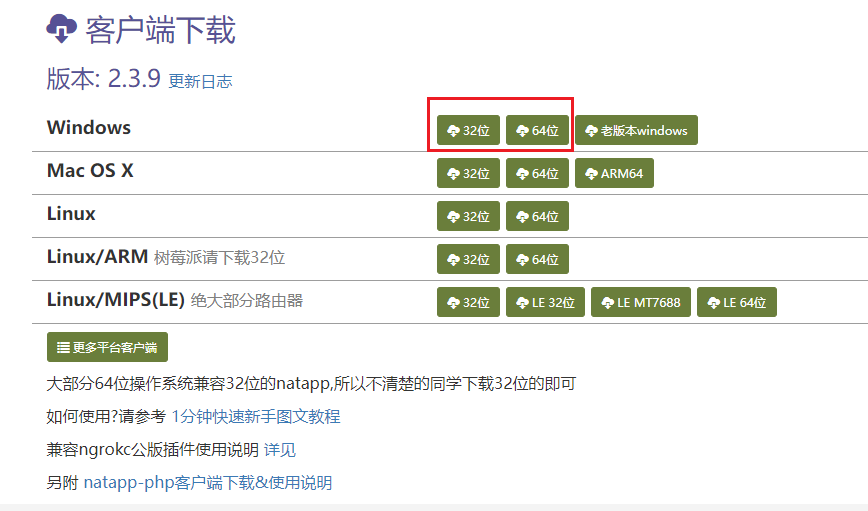 客户端下载
版本: 2.3.9 更新日志
Windows 32位 64位 老版本windows
Mac OS X 32位 64位 ARM64
Linux 32位 64位
Linux/ARM 树莓派请下载32位 32位 64位
Linux/MIPS(LE) 绝大部分路由器 32位 LE 32位 LE MT7688 LE 64位
更多平台客户端
大部分64位操作系统兼容32位的natapp,所以不清楚的同学下载32位的即可
如何使用?请参考 1分钟快速新手图文教程
兼容ngrokc公版插件使用说明 详见
另附 natapp-php客户端下载&使用说明